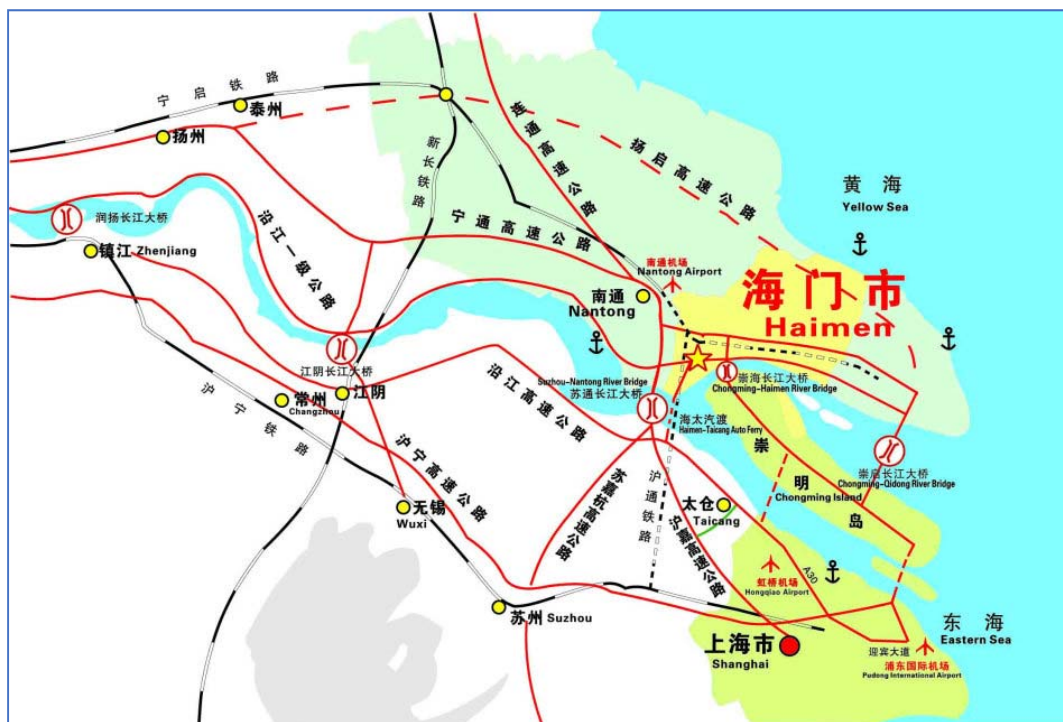 宁启铁路
泰州
扬州
新长铁路
连通高速公路
扬启高速公路
黄海
Yellow Sea
润扬长江大桥
镇江 Zhenjiang
沿江一级公路
宁通高速公路
南通机场
Nantong Airport
南通
Nantong
海门市
Haimen
江阴长江大桥
江阴
常州
Changzhou
沪宁铁路
沪宁高速公路
沿江高速公路
Suzhou-Nantong River Bridge
苏通长江大桥
崇海长江大桥
Chongming-Haimen River Bridge
海太汽渡
Haimen-Taicang Auto Ferry
崇启长江大桥
Chongming-Qidong River Bridge
崇明岛
Chongming Island
无锡
Wuxi
苏嘉杭高速公路
沪通铁路
太仓
Taicang
沪嘉高速公路
A30
虹桥机场
Hongqiao Airport
苏州 Suzhou
上海市
Shanghai
迎宾大道
浦东国际机场
Pudong International Airport
东海
Eastern Sea